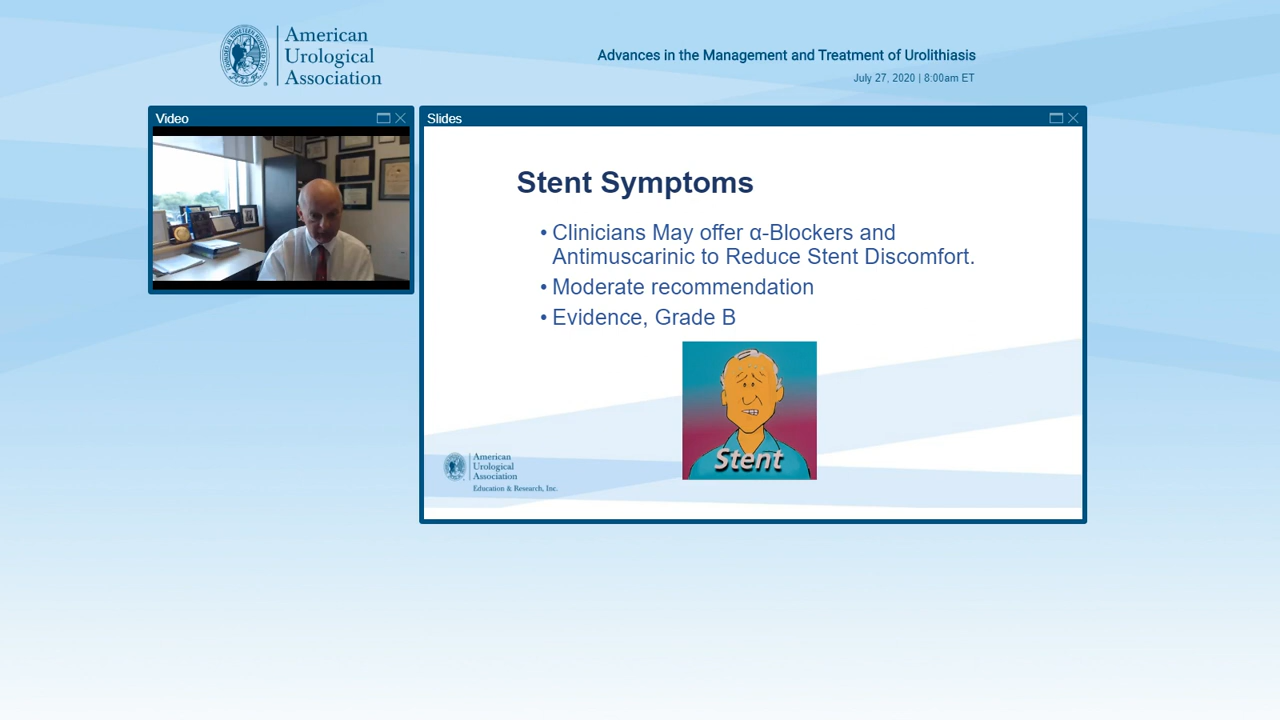 American
Urological
Association
Advances in the Management and Treatment of Urolithiasis
July 27, 2020 | 8:00am ET
Video
Slides
Stent Symptoms
• Clinicians May offer α-Blockers and
Antimuscarinic to Reduce Stent Discomfort.
• Moderate recommendation
• Evidence, Grade B
Stent
American
Urological
Association
Education & Research, Inc.